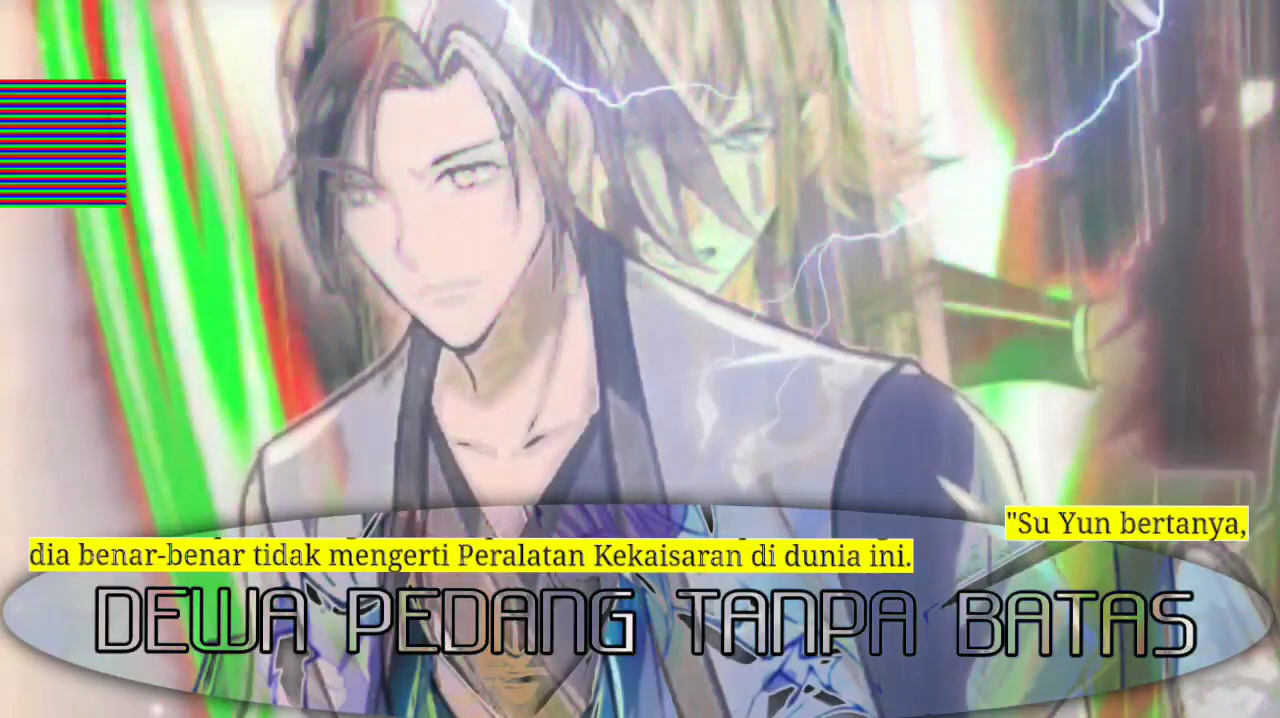 "Su Yun bertanya,
dia benar-benar tidak mengerti Peralatan Kekaisaran di dunia ini.
DEWA PEDANG TANPA BATAS